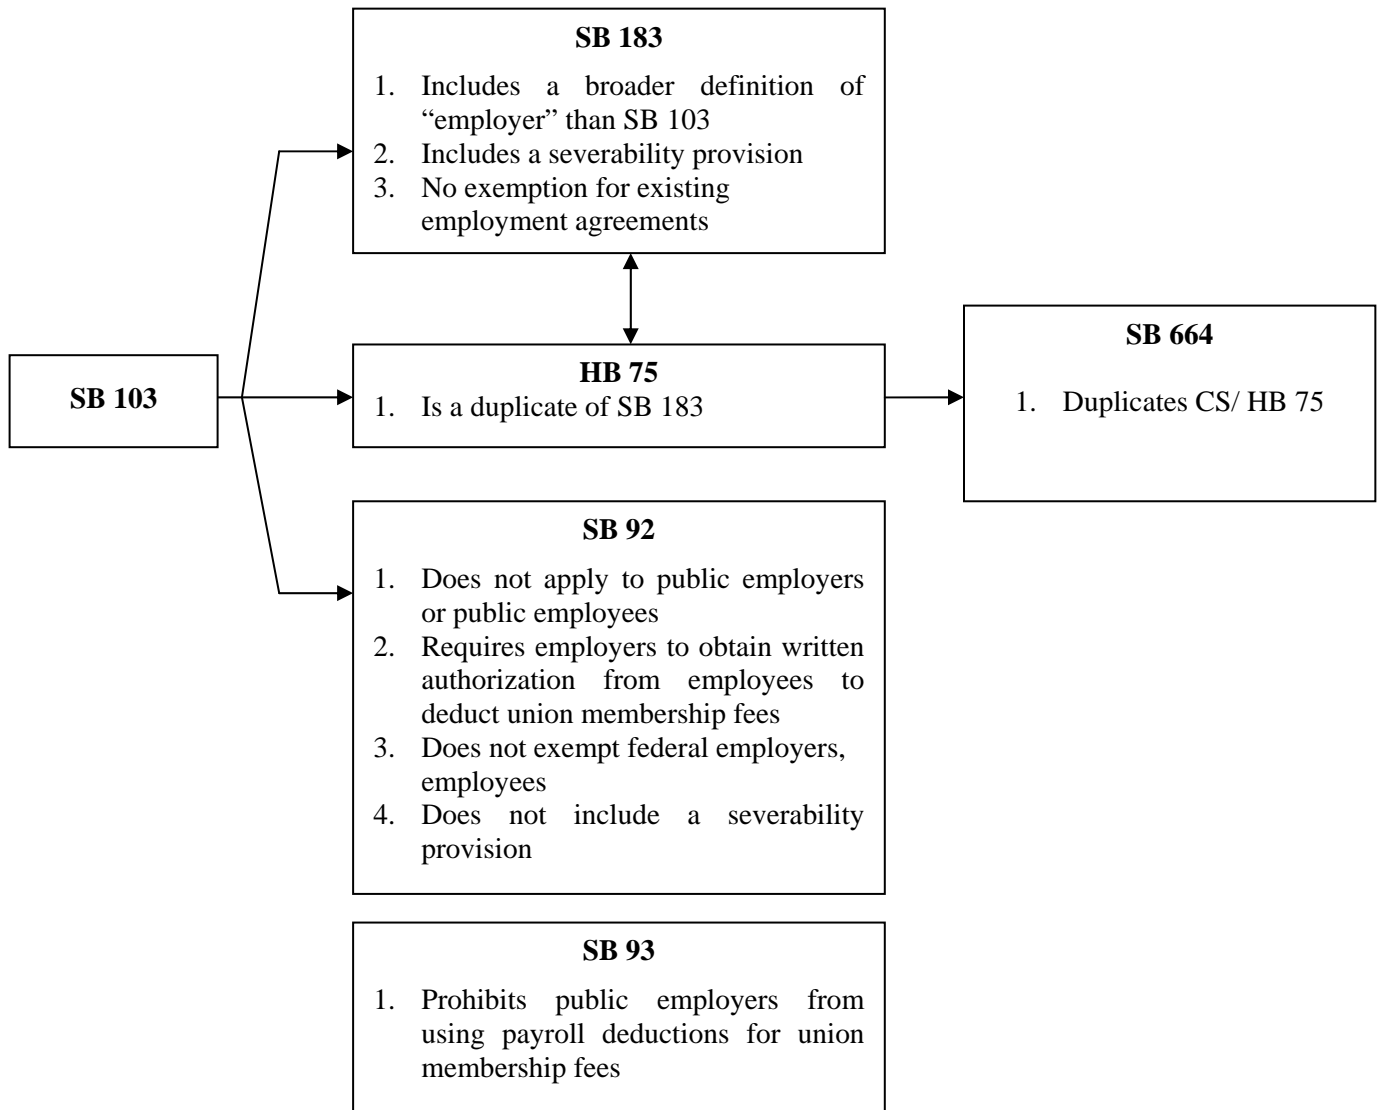 SB 183
1. Includes a broader definition of
“employer” than SB 103
2. Includes a severability provision
3. No exemption for existing
employment agreements
SB 103
HB 75
1. Is a duplicate of SB 183
SB 664
1. Duplicates CS/ HB 75
SB 92
1. Does not apply to public employers
or public employees
2. Requires employers to obtain written
authorization from employees to
deduct union membership fees
3. Does not exempt federal employers,
employees
4. Does not include a severability
provision
SB 93
1. Prohibits public employers from
using payroll deductions for union
membership fees